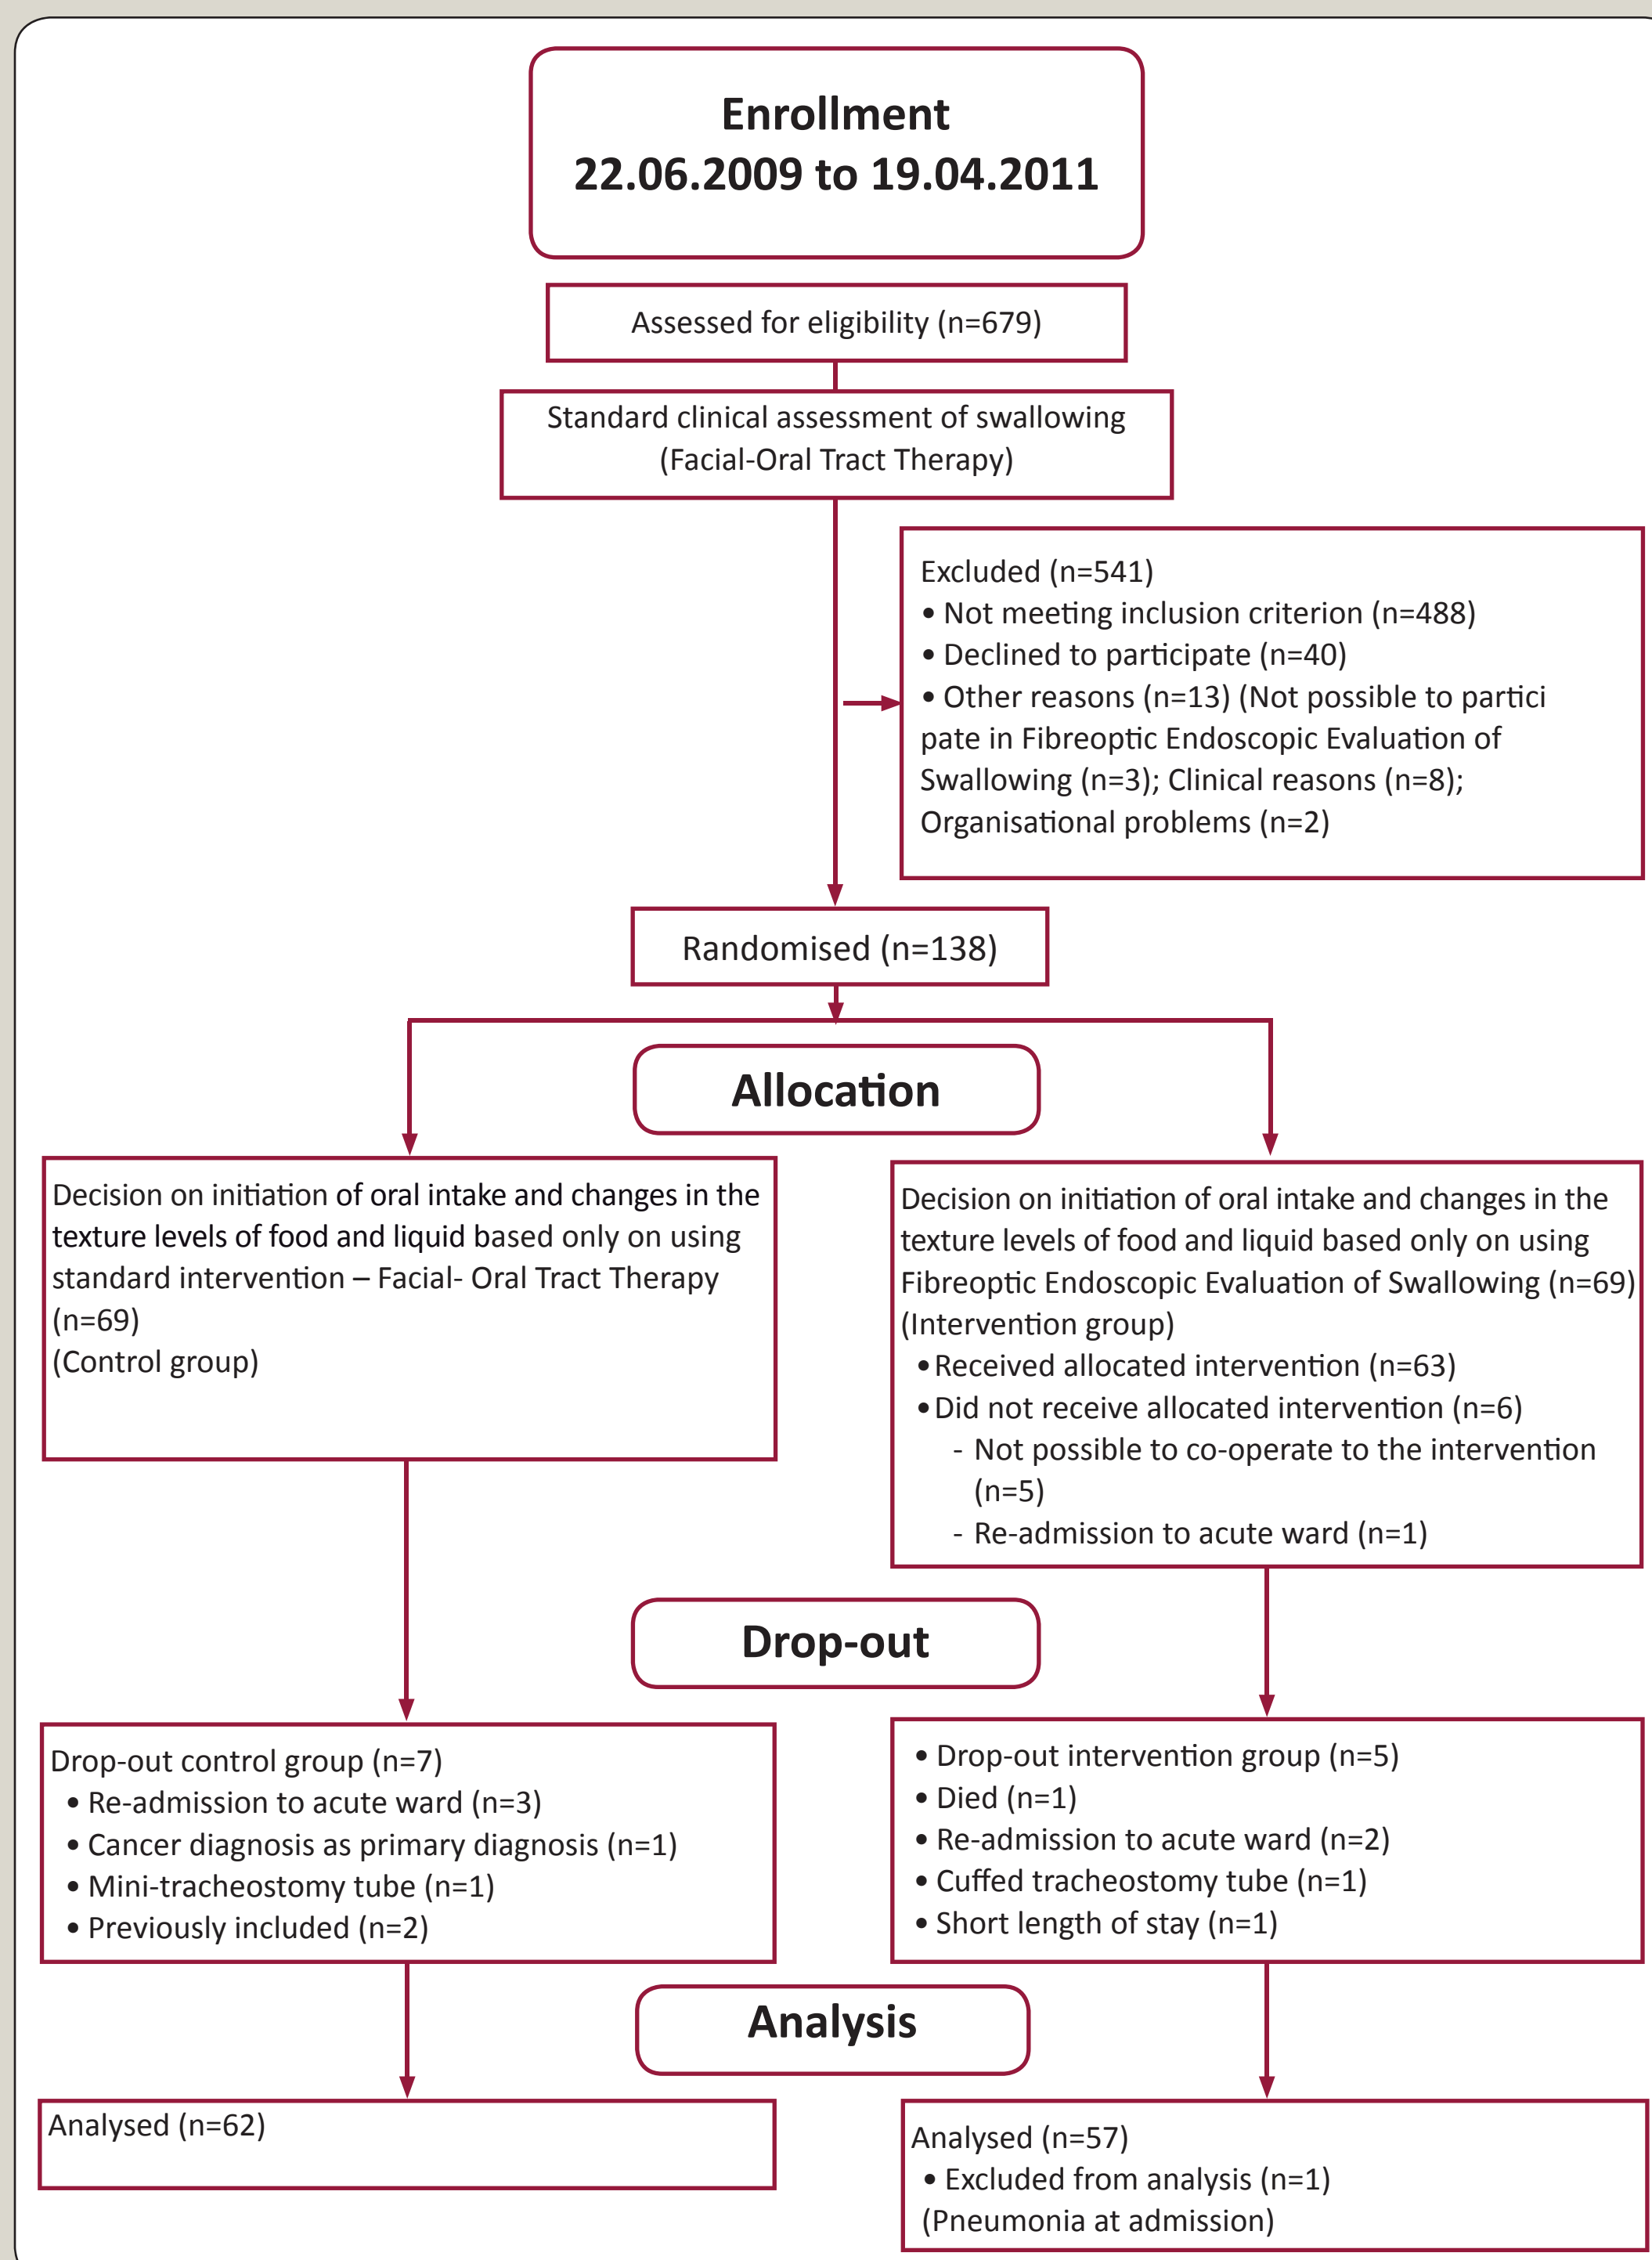 Enrollment
22.06.2009 to 19.04.2011
Assessed for eligibility (n=679)
Standard clinical assessment of swallowing
(Facial-Oral Tract Therapy)
Excluded (n=541)
• Not meeting inclusion criterion (n=488)
• Declined to participate (n=40)
• Other reasons (n=13) (Not possible to partici
pate in Fibreoptic Endoscopic Evaluation of
Swallowing (n=3); Clinical reasons (n=8);
Organisational problems (n=2)
Randomised (n=138)
Allocation
Decision on initiation of oral intake and changes in the
texture levels of food and liquid based only on using
standard intervention – Facial- Oral Tract Therapy
(n=69)
(Control group)
Decision on initiation of oral intake and changes in the
texture levels of food and liquid based only on using
Fibreoptic Endoscopic Evaluation of Swallowing (n=69)
(Intervention group)
•Received allocated intervention (n=63)
•Did not receive allocated intervention (n=6)
- Not possible to co-operate to the intervention
(n=5)
- Re-admission to acute ward (n=1)
Drop-out
Drop-out control group (n=7)
• Re-admission to acute ward (n=3)
• Cancer diagnosis as primary diagnosis (n=1)
• Mini-tracheostomy tube (n=1)
• Previously included (n=2)
• Drop-out intervention group (n=5)
• Died (n=1)
• Re-admission to acute ward (n=2)
• Cuffed tracheostomy tube (n=1)
• Short length of stay (n=1)
Analysis
Analysed (n=62)
Analysed (n=57)
• Excluded from analysis (n=1)
(Pneumonia at admission)